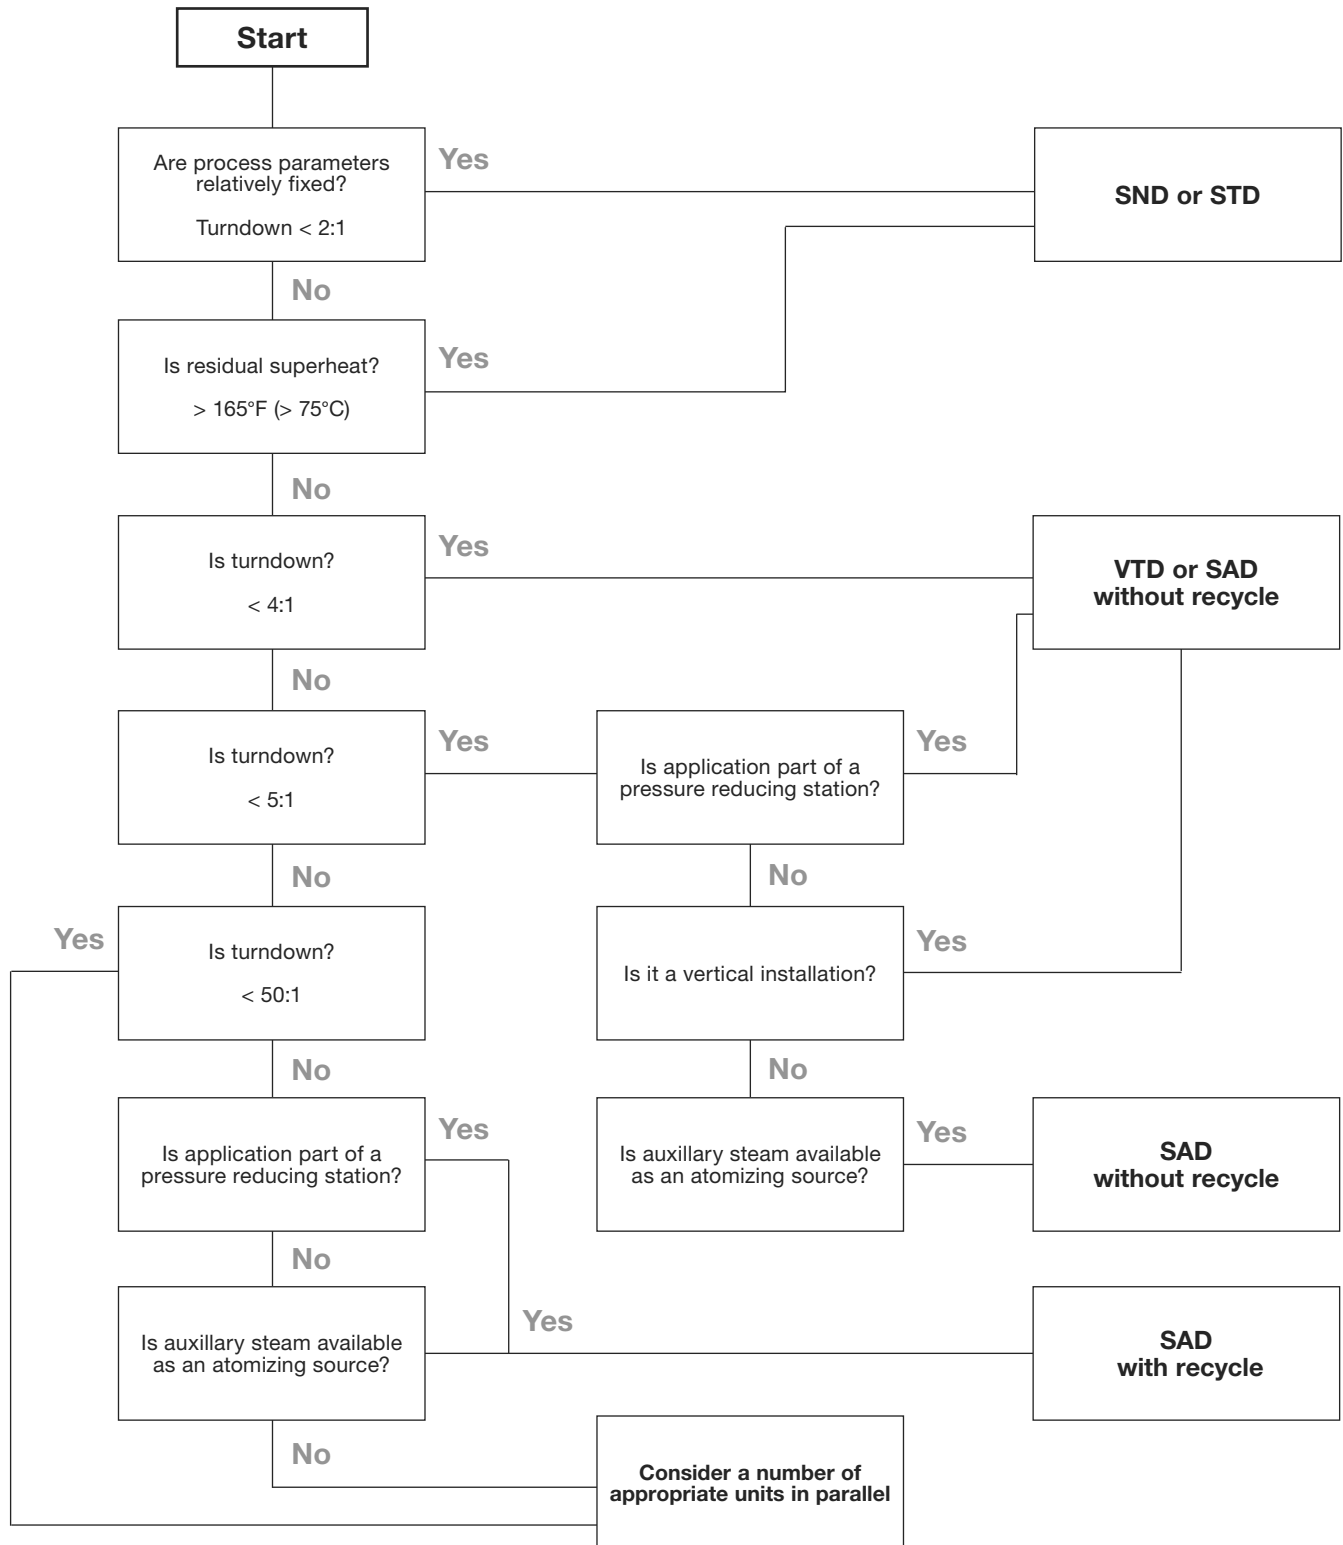 Start
Are process parameters
relatively fixed?
Turndown < 2:1
Yes
SND or STD
No
Is residual superheat?
> 165°F (> 75°C)
Yes
No
Is turndown?
< 4:1
Yes
VTD or SAD
without recycle
No
Is turndown?
< 5:1
Yes
Is application part of a
pressure reducing station?
Yes
No
No
Yes
Is turndown?
< 50:1
Is it a vertical installation?
Yes
No
No
Is application part of a
pressure reducing station?
Yes
Is auxillary steam available
as an atomizing source?
Yes
SAD
without recycle
No
Is auxillary steam available
as an atomizing source?
Yes
SAD
with recycle
No
Consider a number of
appropriate units in parallel